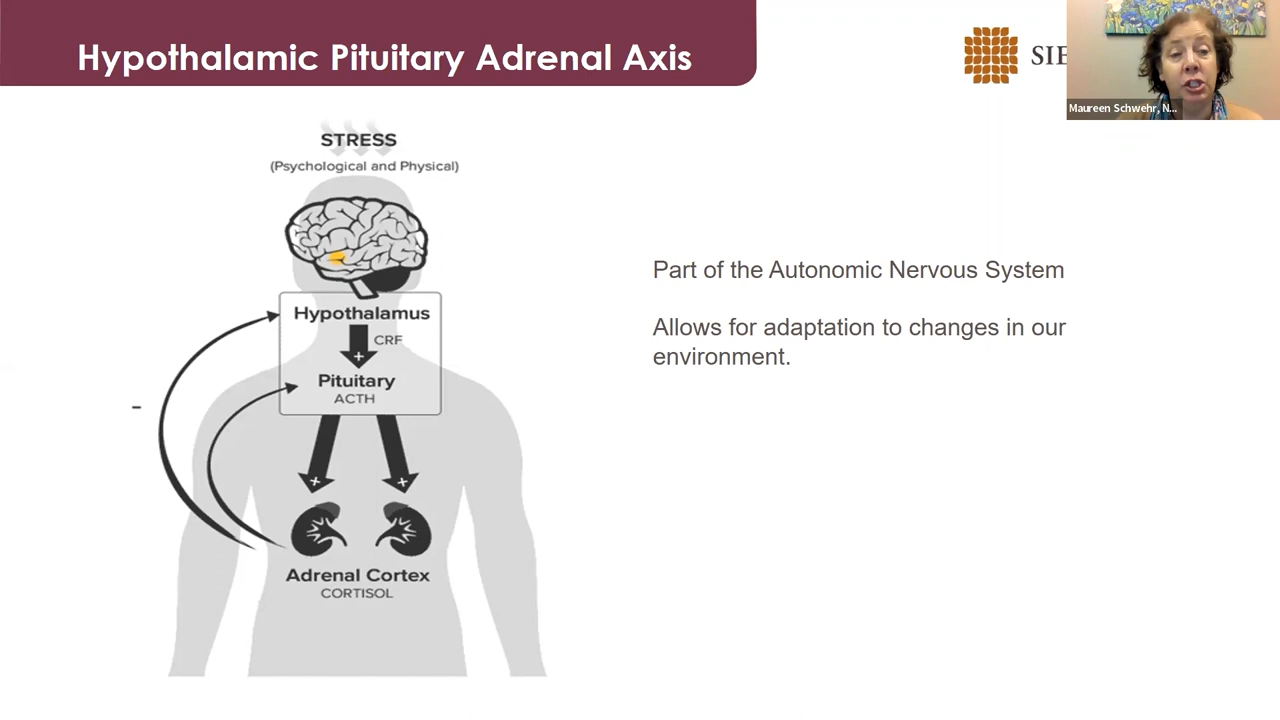 Hypothalamic Pituitary Adrenal Axis
SIE
Maureen Schwehr, N...
STRESS
(Psychological and Physical)
Hypothalamus
CRF
+
Pituitary
ACTH
-
+ +
Adrenal Cortex
CORTISOL
Part of the Autonomic Nervous System
Allows for adaptation to changes in our
environment.